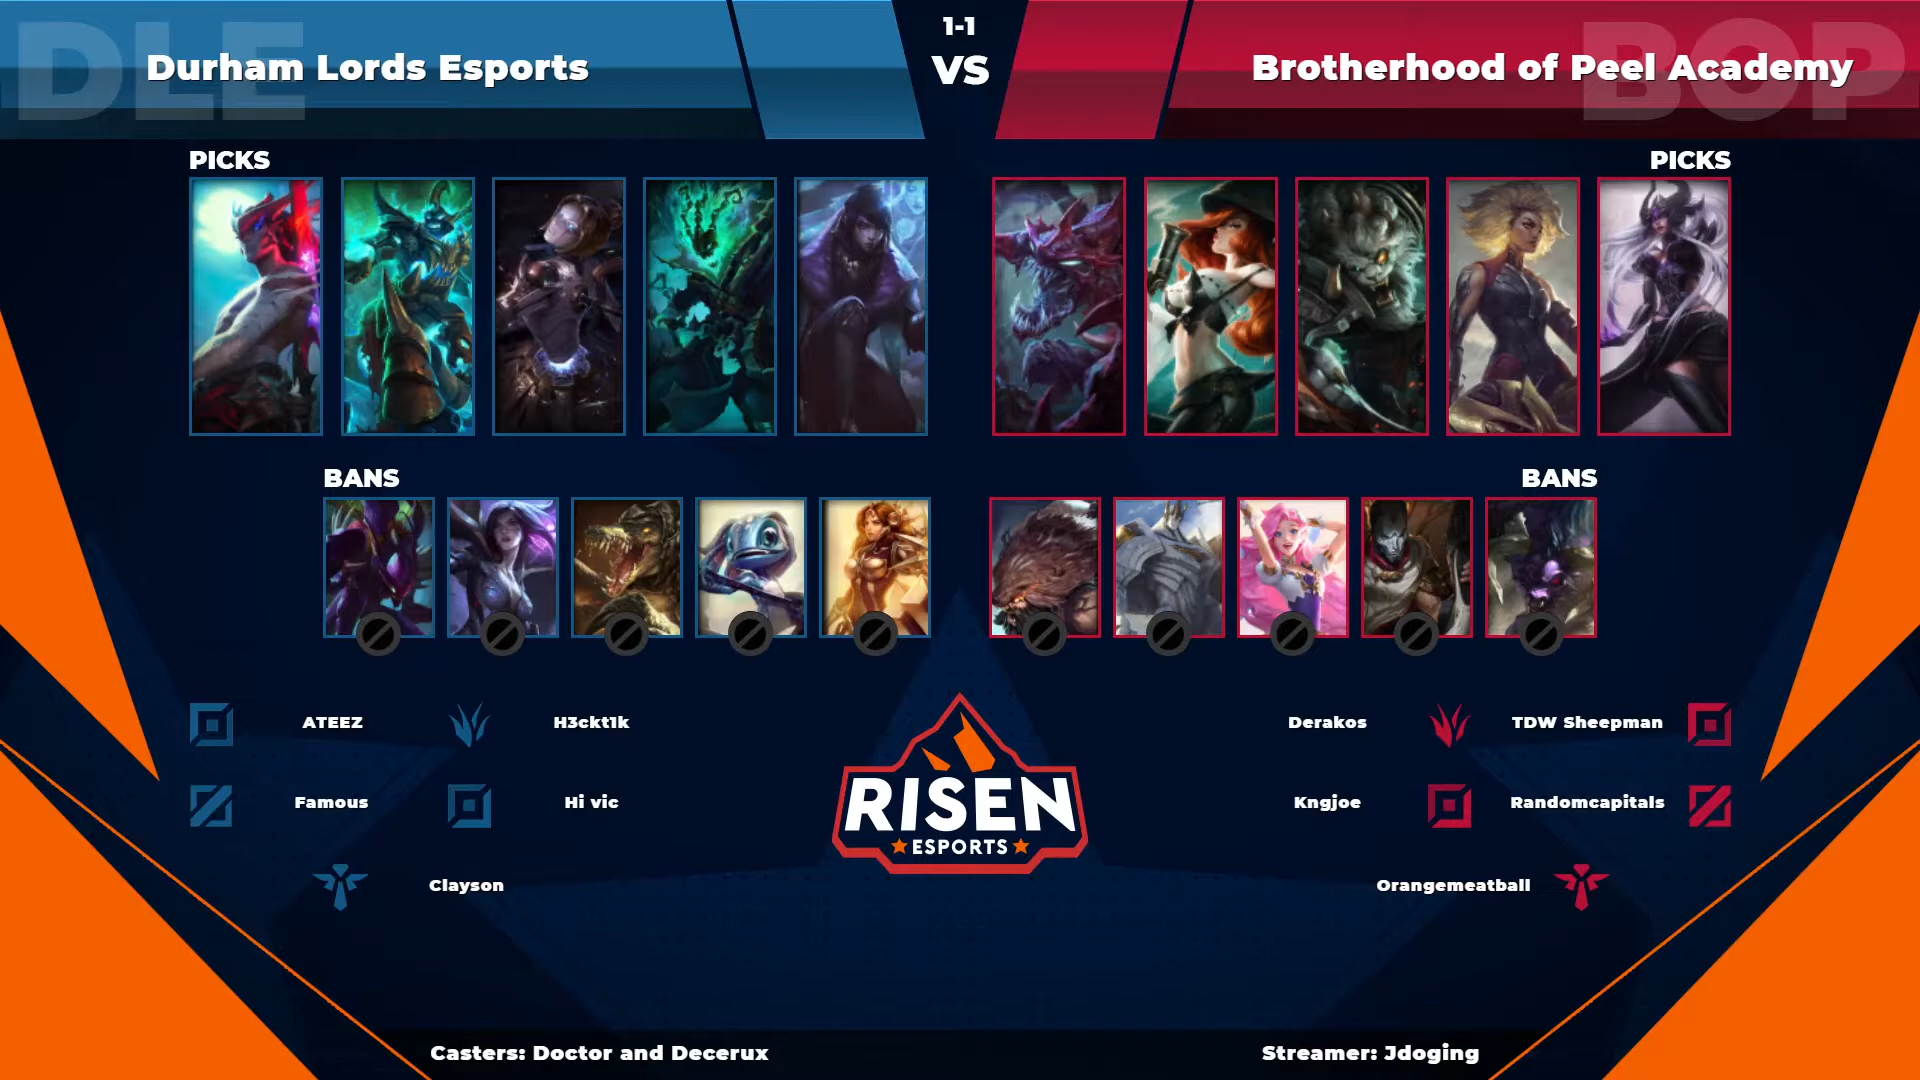 DLE
Durham Lords Esports
1-1
VS
BOP
Brotherhood of Peel Academy
PICKS
PICKS
BANS
BANS
ATEEZ
H3ckt1k
Derakos
TDW Sheepman
Famous
Hi vic
Kngjoe
Randomcapitals
Clayson
Orangemeatball
RISEN
ESPORTS
Casters: Doctor and Decerux
Streamer: Jdoging